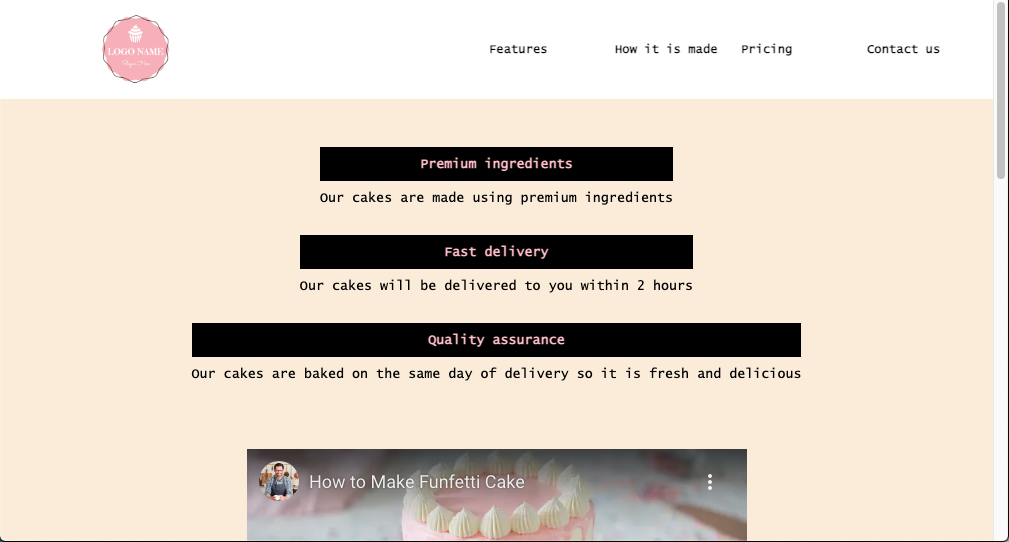 LOGO NAME
Features How it is made Pricing Contact us
Premium ingredients
Our cakes are made using premium ingredients
Fast delivery
Our cakes will be delivered to you within 2 hours
Quality assurance
Our cakes are baked on the same day of delivery so it is fresh and delicious
How to Make Funfetti Cake